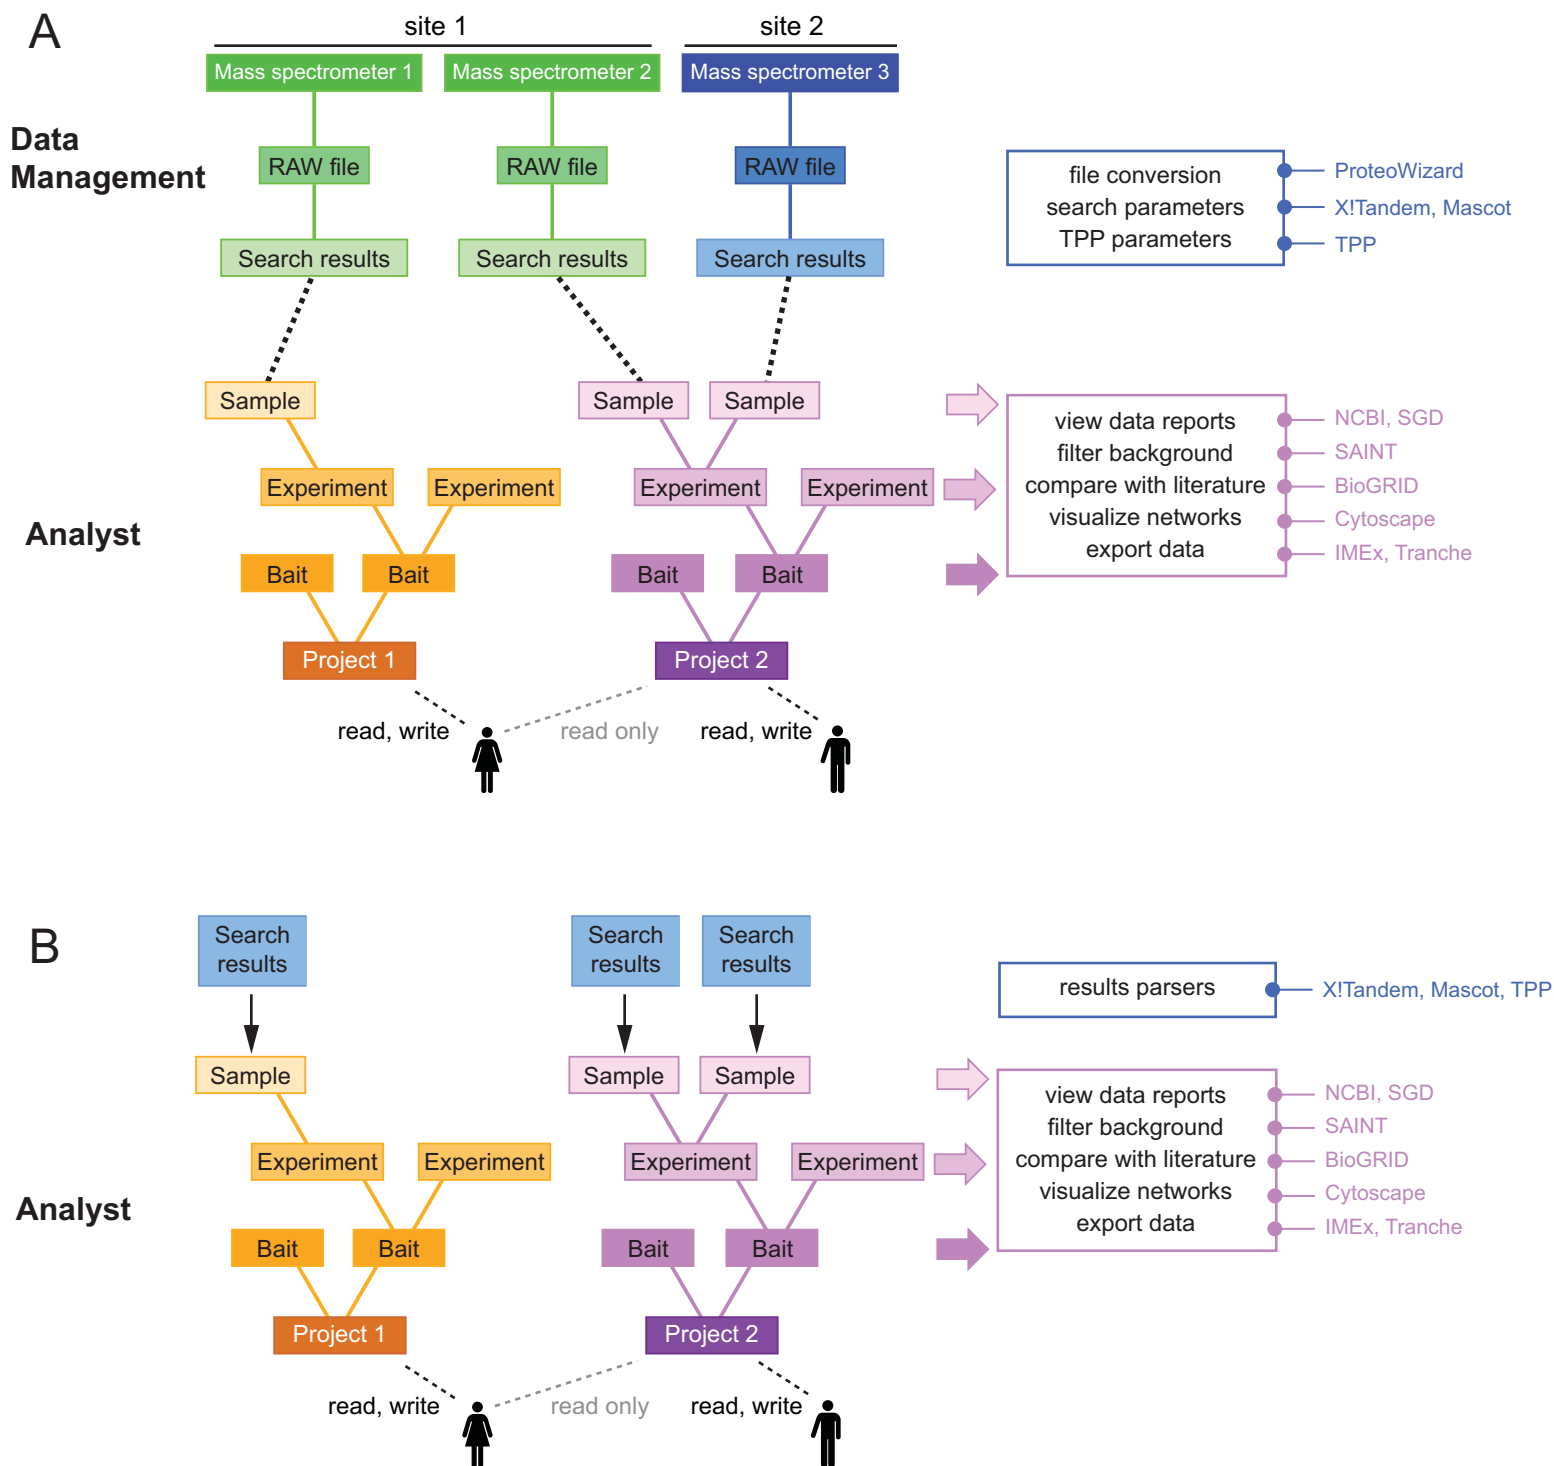 A
site 1
site 2
Mass spectrometer 1
Mass spectrometer 2
Mass spectrometer 3
Data
Management
RAW file
RAW file
RAW file
Search results
Search results
Search results
file conversion
search parameters
TPP parameters
ProteoWizard
X!Tandem, Mascot
TPP
Analyst
Sample
Sample
Sample
Experiment
Experiment
Experiment
Experiment
Bait
Bait
Bait
Bait
Project 1
Project 2
read, write
read only
read, write
view data reports
filter background
compare with literature
visualize networks
export data
NCBI, SGD
SAINT
BioGRID
Cytoscape
IMEx, Tranche
B
Search
results
Search
results
Search
results
results parsers
X!Tandem, Mascot, TPP
Analyst
Sample
Sample
Sample
Experiment
Experiment
Experiment
Experiment
Bait
Bait
Bait
Bait
Project 1
Project 2
read, write
read only
read, write
view data reports
filter background
compare with literature
visualize networks
export data
NCBI, SGD
SAINT
BioGRID
Cytoscape
IMEx, Tranche